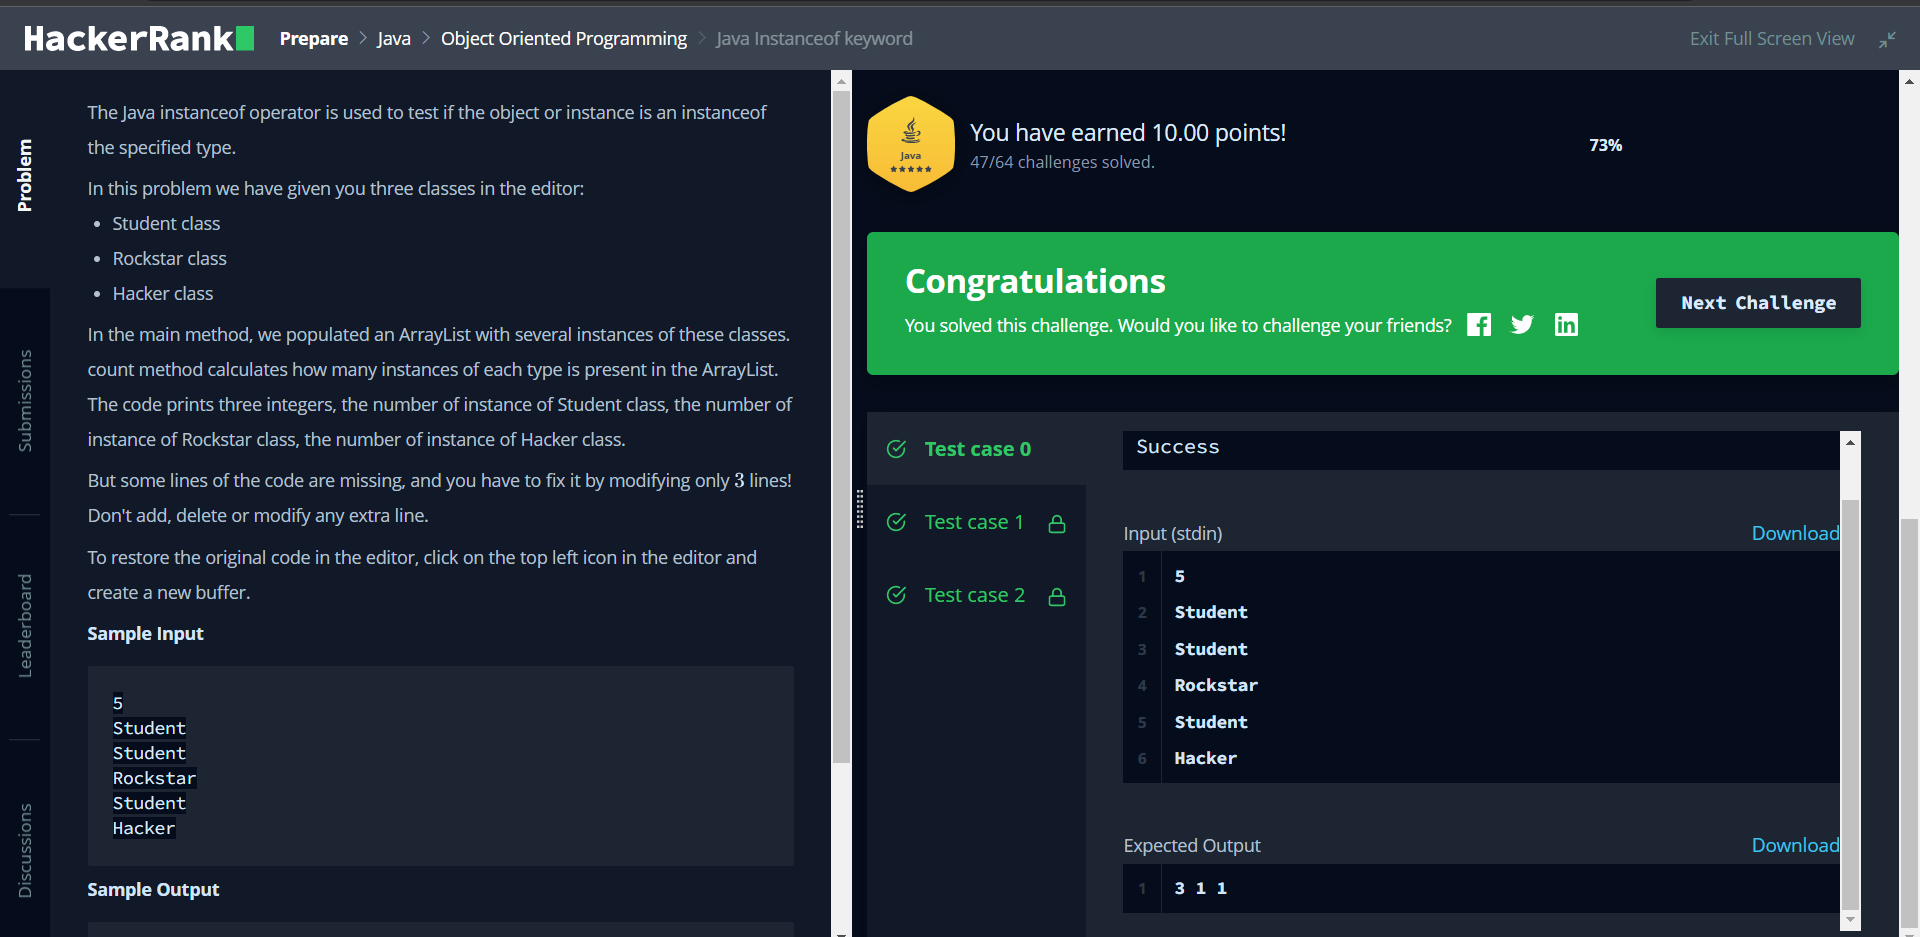 HackerRank
Prepare > Java > Object Oriented Programming > Java Instanceof keyword
Exit Full Screen View
Problem
Submissions
Leaderboard
Discussions
The Java instanceof operator is used to test if the object or instance is an instanceof
the specified type.
In this problem we have given you three classes in the editor:
• Student class
• Rockstar class
• Hacker class
In the main method, we populated an ArrayList with several instances of these classes.
count method calculates how many instances of each type is present in the ArrayList.
The code prints three integers, the number of instance of Student class, the number of
instance of Rockstar class, the number of instance of Hacker class.
But some lines of the code are missing, and you have to fix it by modifying only 3 lines!
Don't add, delete or modify any extra line.
To restore the original code in the editor, click on the top left icon in the editor and
create a new buffer.
Sample Input
5
Student
Student
Rockstar
Student
Hacker
Sample Output
Java
You have earned 10.00 points!
47/64 challenges solved.
73%
Congratulations
You solved this challenge. Would you like to challenge your friends?
Next Challenge
Test case 0
Test case 1
Test case 2
Success
Input (stdin)
Download
1 5
2 Student
3 Student
4 Rockstar
5 Student
6 Hacker
Expected Output
Download
1 3 1 1